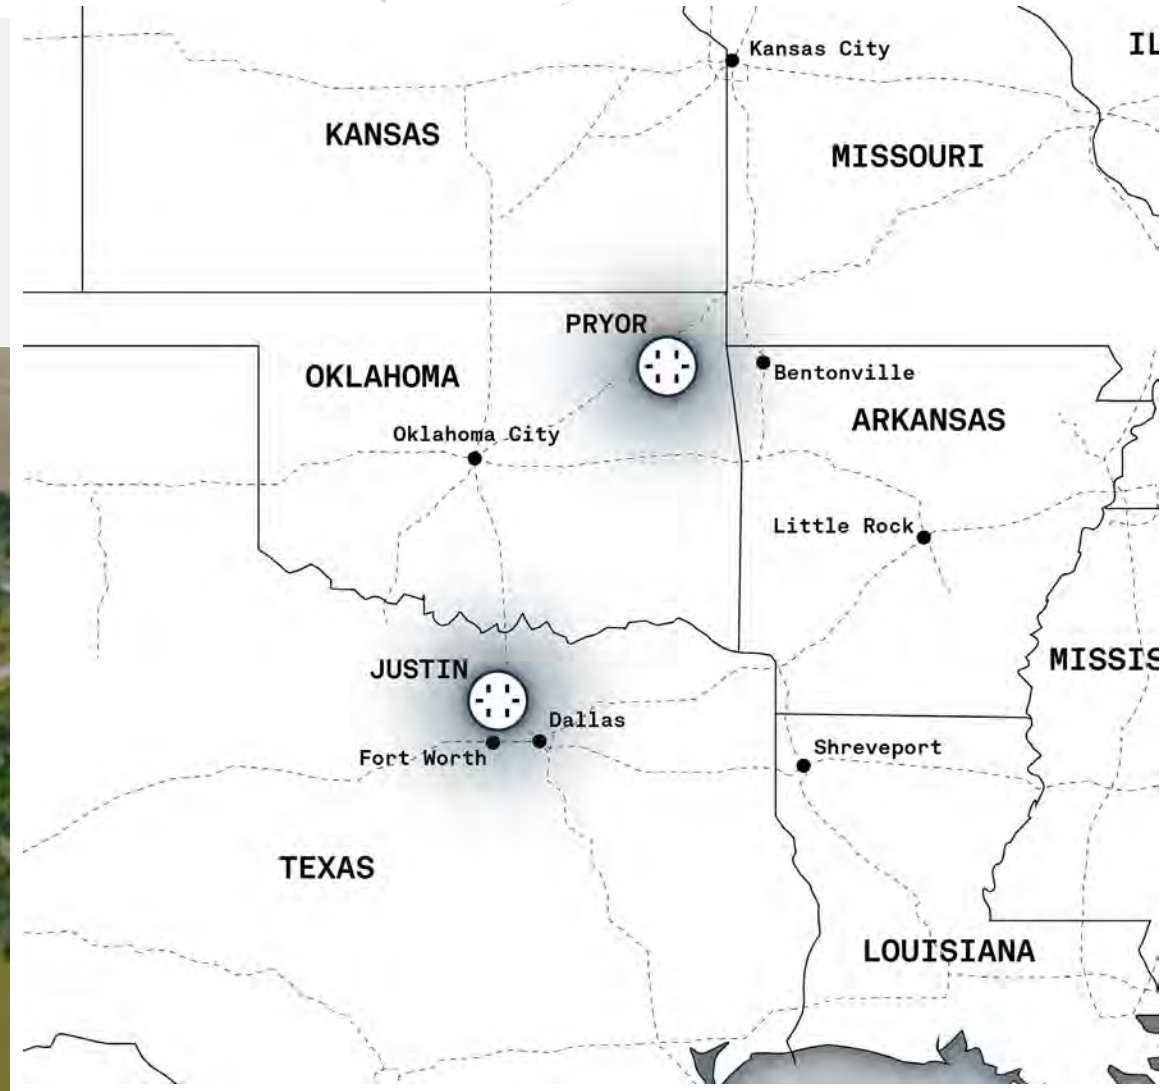 Kansas City
IL
KANSAS
MISSOURI
PRYOR
Bentonville
OKLAHOMA
ARKANSAS
Oklahoma City
Little Rock
MISSIS
JUSTIN
Dallas
Fort Worth
Shreveport
TEXAS
LOUISIANA